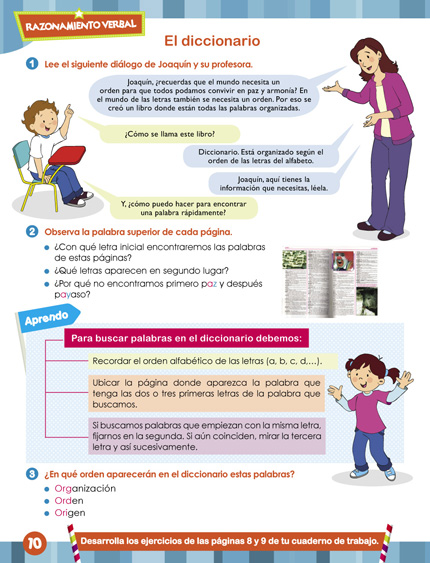 RAZONAMIENTO VERBAL
El diccionario
1 Lee el siguiente diálogo de Joaquín y su profesora.
Joaquín, ¿recuerdas que el mundo necesita un
orden para que todos podamos convivir en paz y armonía? En
el mundo de las letras también se necesita un orden. Por eso se
creó un libro donde están todas las palabras organizadas.
¿Cómo se llama este libro?
Diccionario. Está organizado según el
orden de las letras del alfabeto.
Joaquín, aquí tienes la
información que necesitas, léela.
Y, ¿cómo puedo hacer para encontrar
una palabra rápidamente?
2 Observa la palabra superior de cada página.
¿Con qué letra inicial encontraremos las palabras
de estas páginas?
¿Qué letras aparecen en segundo lugar?
¿Por qué no encontramos primero paz y después
payaso?
Aprendo
Para buscar palabras en el diccionario debemos:
Recordar el orden alfabético de las letras (a, b, c, d,...).
Ubicar la página donde aparezca la palabra que
tenga las dos o tres primeras letras de la palabra que
buscamos.
Si buscamos palabras que empiezan con la misma letra,
fijarnos en la segunda. Si aún coinciden, mirar la tercera
letra y así sucesivamente.
3 ¿En qué orden aparecerán en el diccionario estas palabras?
Organización
Orden
Origen
10
Desarrolla los ejercicios de las páginas 8 y 9 de tu cuaderno de trabajo.